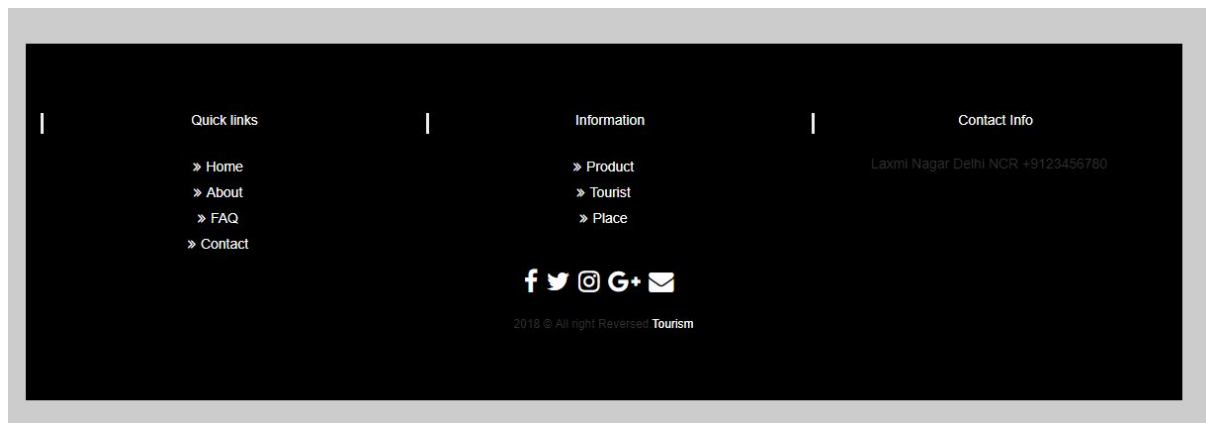 Quick links
» Home
» About
» FAQ
» Contact
Information
» Product
» Tourist
» Place
Contact Info
Laxmi Nagar Delhi NCR +9123456780
2018 © All right Reversed Tourism